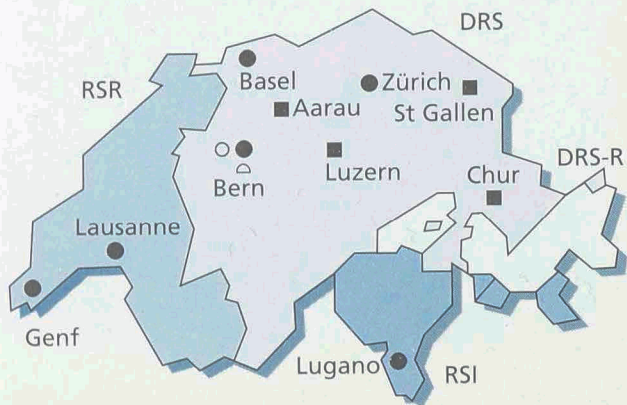 DRS
RSR
Basel
Zürich
Aarau
St Gallen
DRS-R
Bern
Luzern
Chur
Lausanne
Genf
Lugano
RSI